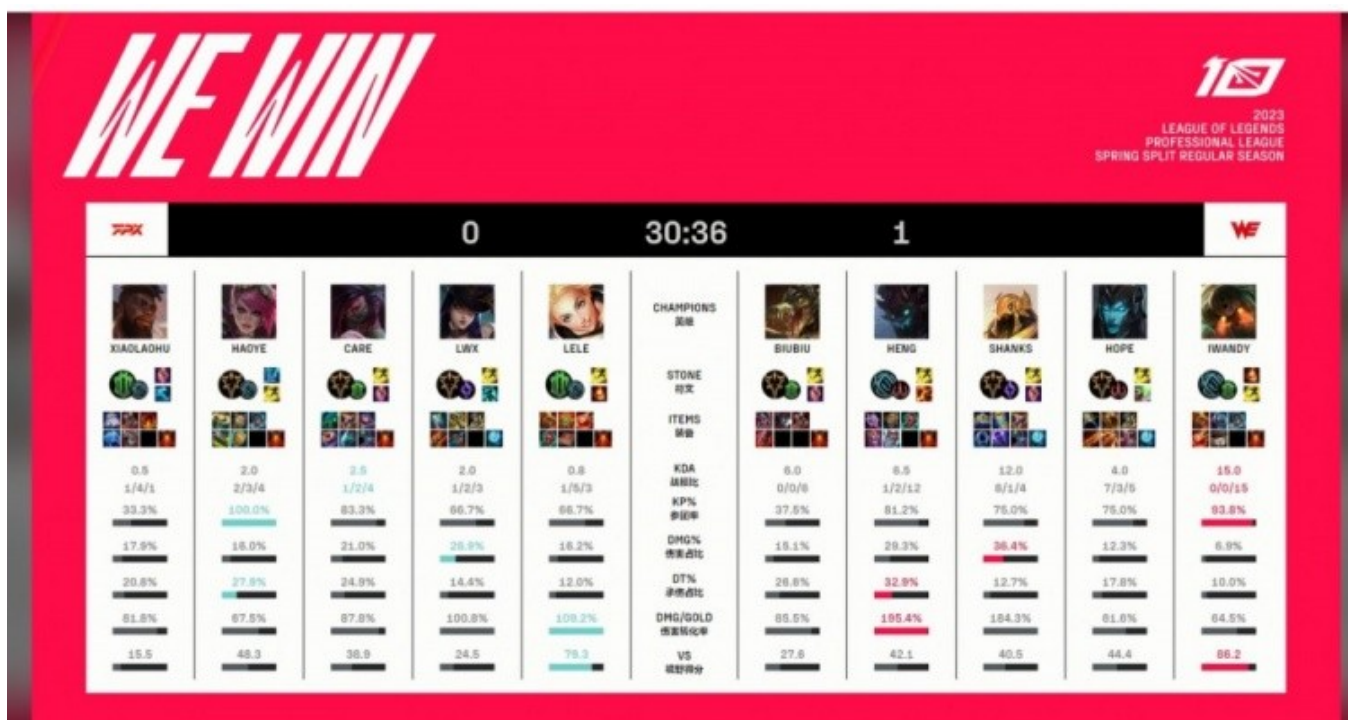 WE WIN
2023
LEAGUE OF LEGENDS
PROFESSIONAL LEAGUE
SPRING SPLIT REGULAR SEASON
FPX 0 30:36 1 WE
CHAMPIONS
英雄
XIAOLAOHU HAOYE CARE LWX LELE BIUBIU HENG SHANKS HOPE IWANDY
STONE
符文
ITEMS
装备
0.5 2.0 2.5 2.0 0.8 KDA 6.0 6.5 12.0 4.0 15.0
1/4/1 2/3/4 1/2/4 1/2/3 1/5/3 0/0/6 1/2/12 8/1/4 7/3/5 0/0/15
33.3% 100.0% 83.3% 66.7% 66.7% KP% 37.5% 81.2% 75.0% 75.0% 93.8%
参团率
17.9% 16.0% 21.0% 16.2% DMG% 15.1% 29.3% 36.4% 12.3% 6.9%
伤害占比
20.8% 27.9% 24.9% 14.4% 12.0% DT% 26.6% 32.9% 12.7% 17.8% 10.0%
承伤占比
81.8% 67.5% 87.8% 100.8% 109.2% DMG/GOLD 85.5% 195.4% 184.3% 61.6% 64.5%
伤害转化率
15.5 48.3 38.9 24.5 79.3 VS 27.6 42.1 40.5 44.4 86.2
视野得分